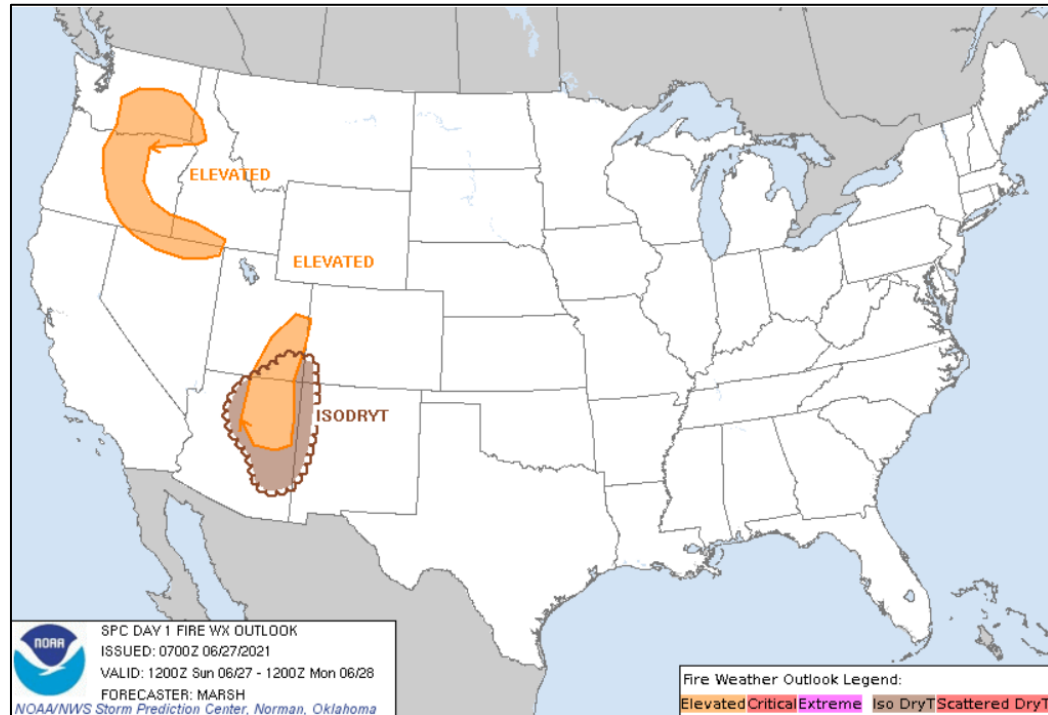 ELEVATED
ELEVATED
ISODRYT
NOAA
SPC DAY 1 FIRE WX OUTLOOK
ISSUED: 0700Z 06/27/2021
VALID: 1200Z Sun 06/27 - 1200Z Mon 06/28
FORECASTER: MARSH
NOAA/NWS Storm Prediction Center, Norman, Oklahoma
Fire Weather Outlook Legend:
Elevated Critical Extreme Iso DryT Scattered DryT